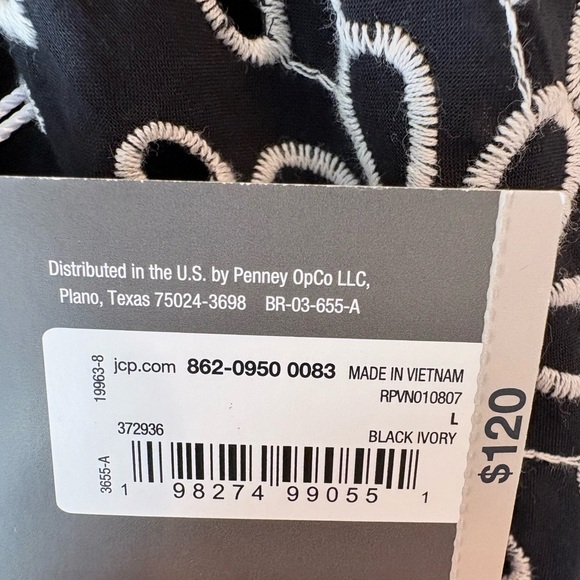 Distributed in the U.S. by Penney OpCo LLC,
Plano, Texas 75024-3698 BR-03-655-A
19963-8
jcp.com 862-0950 0083 MADE IN VIETNAM
RPVN010807
L
372936 BLACK IVORY
3655-A
1 98274 99055 1
$120